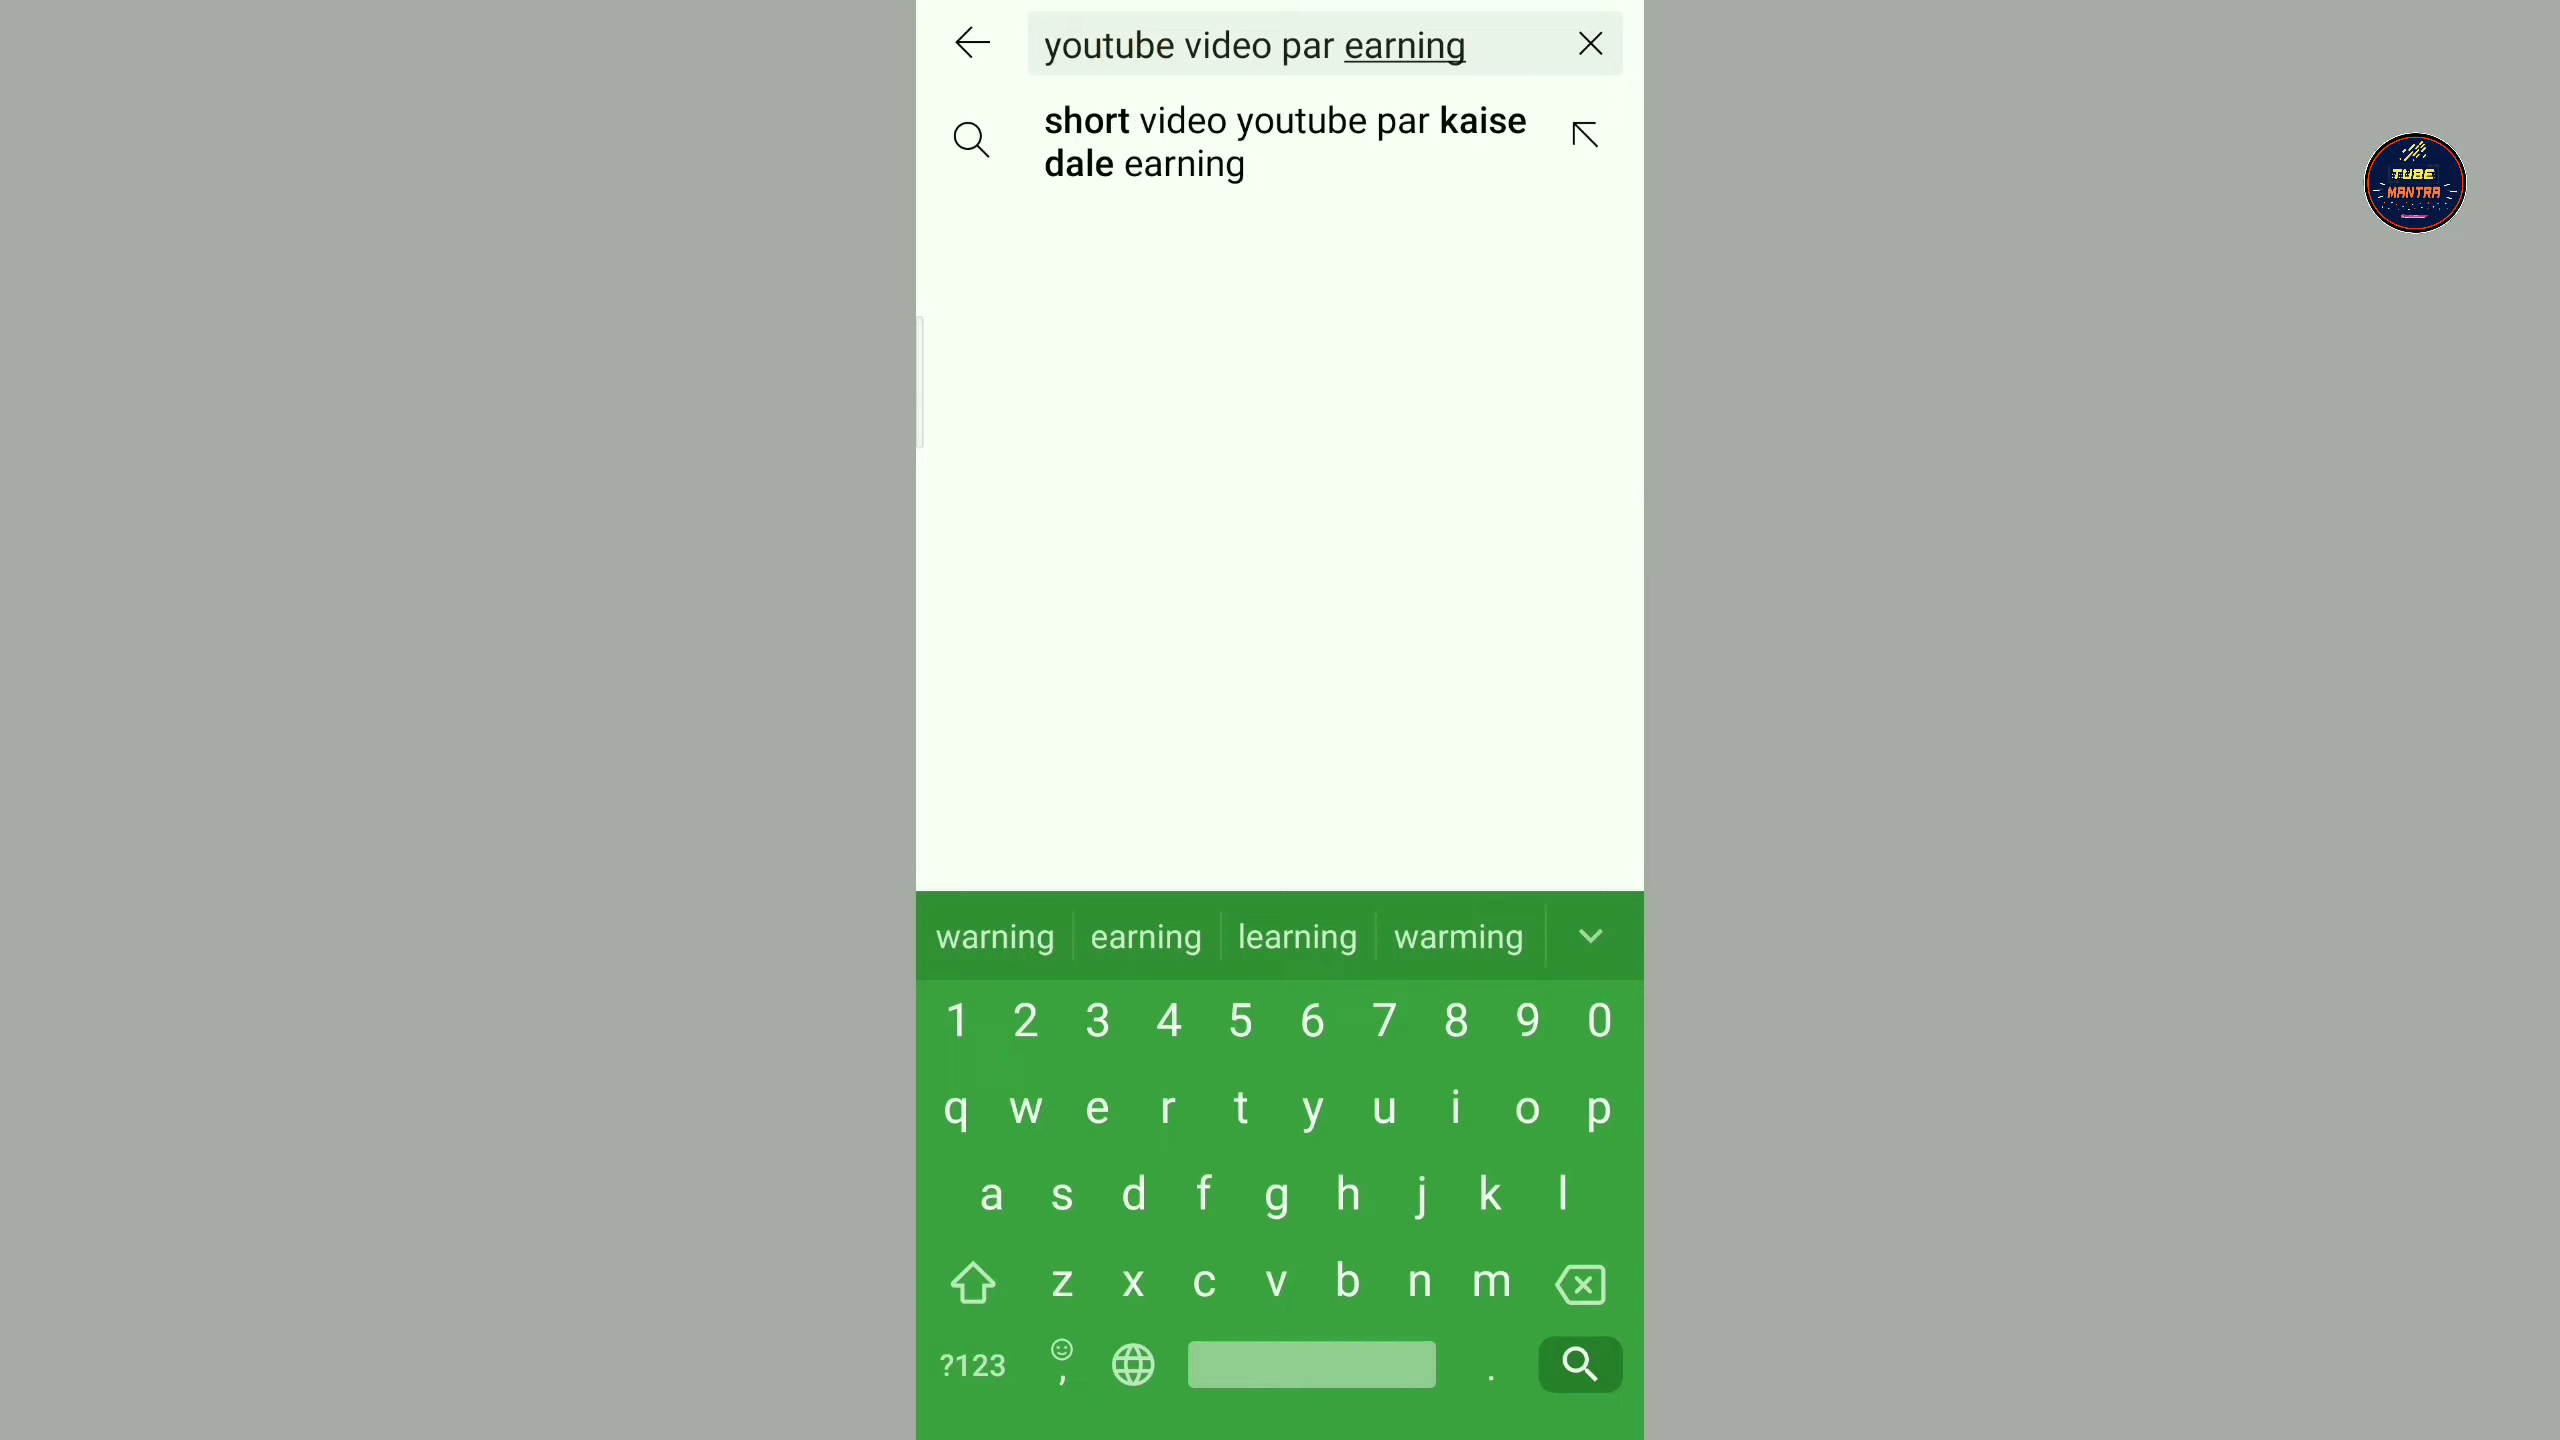 youtube video par earning
short video youtube par kaise
dale earning
TUBE
MANTRA
warning earning learning warming
1 2 3 4 5 6 7 8 9 0
q w e r t y u i o p
a s d f g h j k l
z x c v b n m
?123 , .